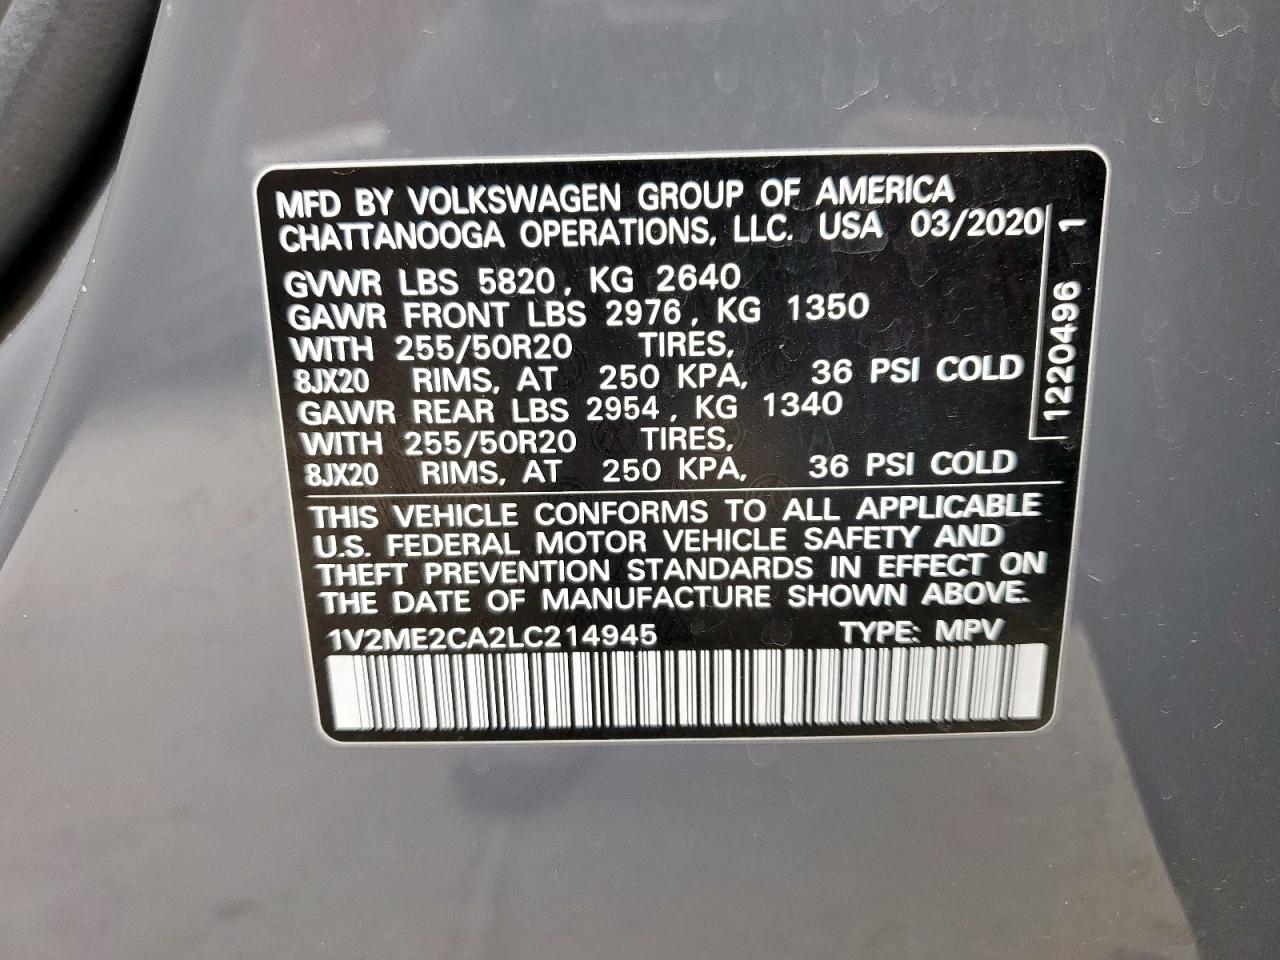 MFD BY VOLKSWAGEN GROUP OF AMERICA
CHATTANOOGA OPERATIONS, LLC. USA 03/2020
GVWR LBS 5820, KG 2640
GAWR FRONT LBS 2976, KG 1350
WITH 255/50R20 TIRES,
8JX20 RIMS, AT 250 KPA, 36 PSI COLD
GAWR REAR LBS 2954, KG 1340
WITH 255/50R20 TIRES,
8JX20 RIMS, AT 250 KPA, 36 PSI COLD
1220496 1
THIS VEHICLE CONFORMS TO ALL APPLICABLE
U.S. FEDERAL MOTOR VEHICLE SAFETY AND
THEFT PREVENTION STANDARDS IN EFFECT ON
THE DATE OF MANUFACTURE SHOWN ABOVE.
1V2ME2CA2LC214945 TYPE: MPV